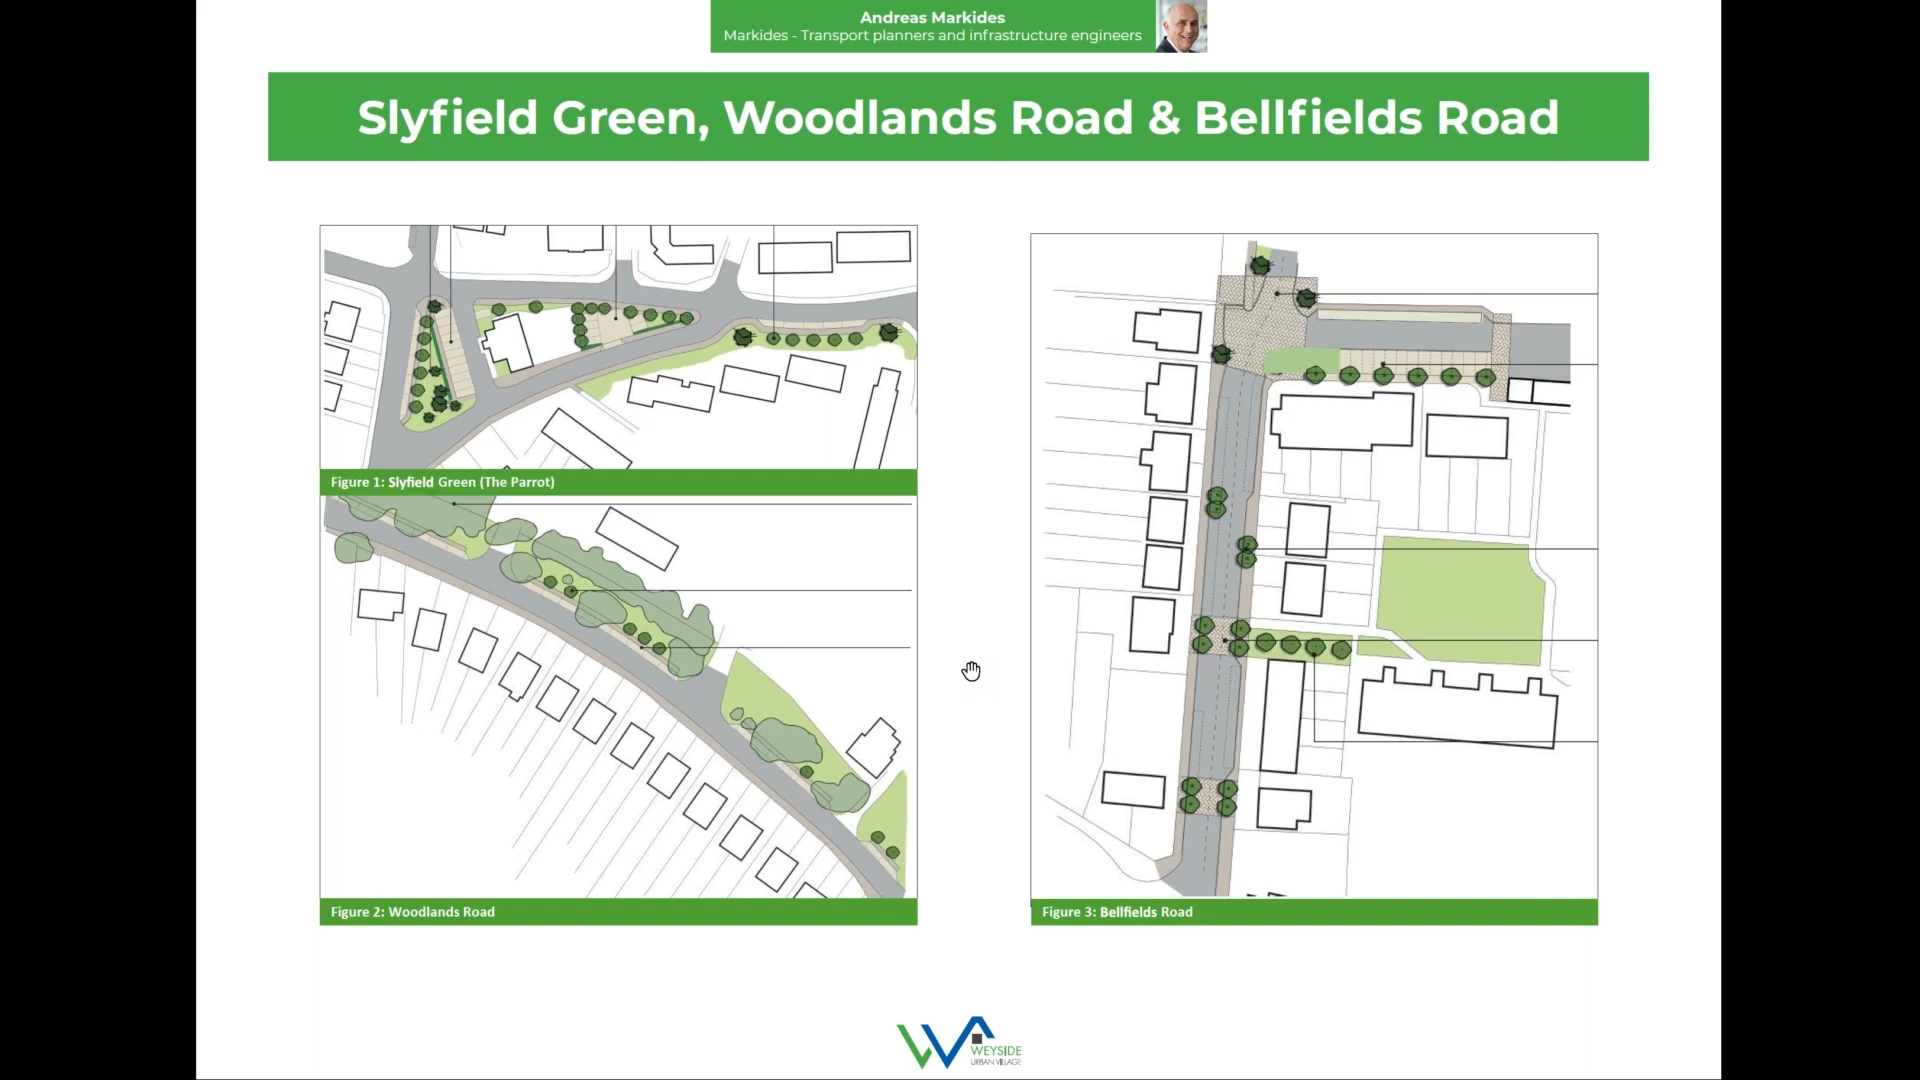 Andreas Markides
Markides - Transport planners and infrastructure engineers
Slyfield Green, Woodlands Road & Bellfields Road
Figure 1: Slyfield Green (The Parrot)
Figure 2: Woodlands Road
Figure 3: Bellfields Road
WEYSIDE
URBAN VILLAGE